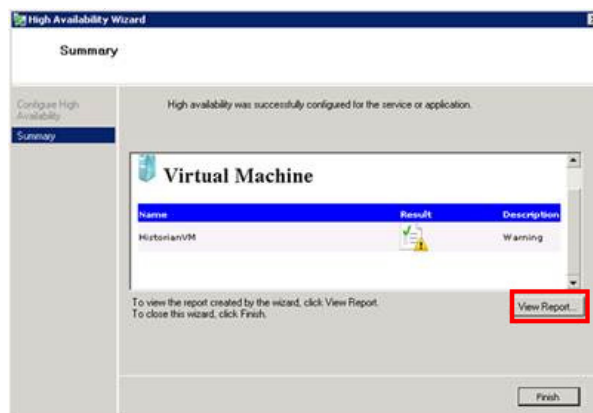 High Availability Wizard
Summary
Configure High
Availability
Summary
High availability was successfully configured for the service or application.
Virtual Machine
Name Result Description
HistorianVM Warning
To view the report created by the wizard, click View Report.
To close this wizard, click Finish.
View Report...
Finish